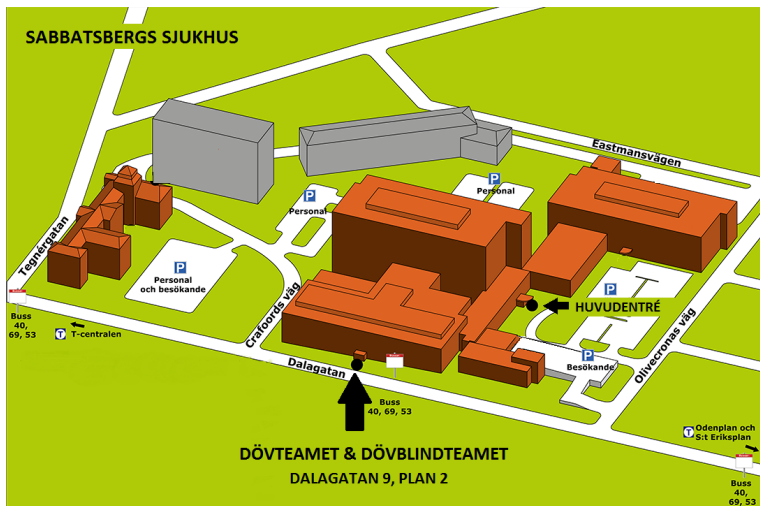 SABBATSBERGS SJUKHUS
Eastmansvägen
Tegnérgatan
P
Personal
P
Personal
P
Personal
och besökande
Crafoords väg
P
HUVUDENTRÉ
Olivecronas väg
Buss
40,
69, 53
T
T-centralen
Dalagatan
P
Besökande
Buss
40, 69, 53
T
Odenplan och
S:t Eriksplan
DÖVTEAMET & DÖVBLINDTEAMET
DALAGATAN 9, PLAN 2
Buss
40,
69, 53